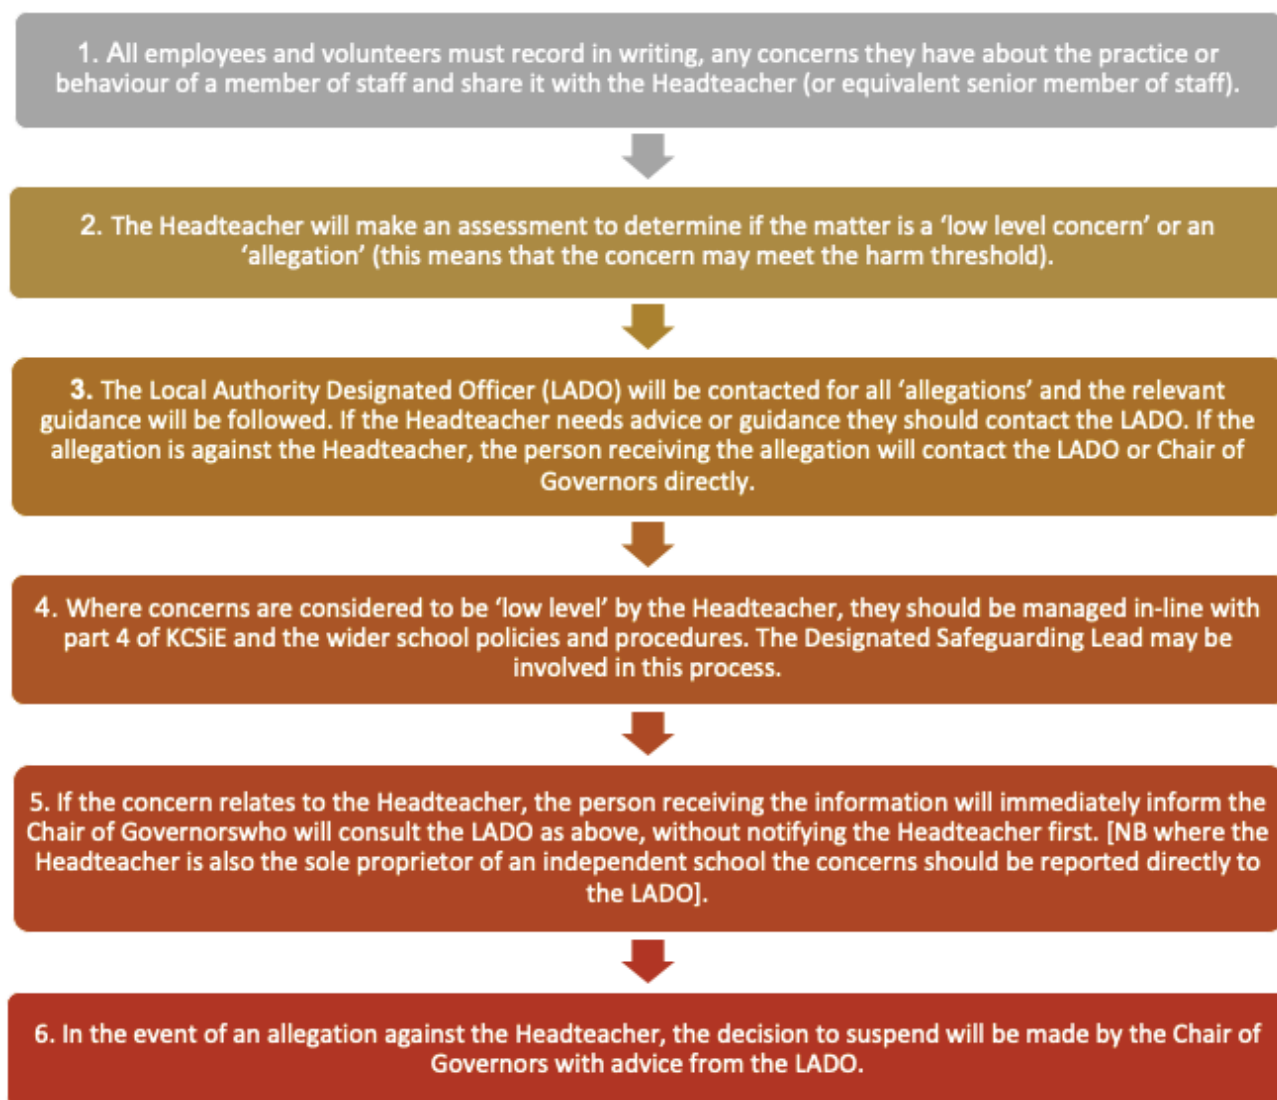 1. All employees and volunteers must record in writing, any concerns they have about the practice or
behaviour of a member of staff and share it with the Headteacher (or equivalent senior member of staff).
2. The Headteacher will make an assessment to determine if the matter is a ‘low level concern’ or an
‘allegation’ (this means that the concern may meet the harm threshold).
3. The Local Authority Designated Officer (LADO) will be contacted for all ‘allegations’ and the relevant
guidance will be followed. If the Headteacher needs advice or guidance they should contact the LADO. If the
allegation is against the Headteacher, the person receiving the allegation will contact the LADO or Chair of
Governors directly.
4. Where concerns are considered to be ‘low level’ by the Headteacher, they should be managed in-line with
part 4 of KCSiE and the wider school policies and procedures. The Designated Safeguarding Lead may be
involved in this process.
5. If the concern relates to the Headteacher, the person receiving the information will immediately inform the
Chair of Governorswho will consult the LADO as above, without notifying the Headteacher first. [NB where the
Headteacher is also the sole proprietor of an independent school the concerns should be reported directly to
the LADO].
6. In the event of an allegation against the Headteacher, the decision to suspend will be made by the Chair of
Governors with advice from the LADO.